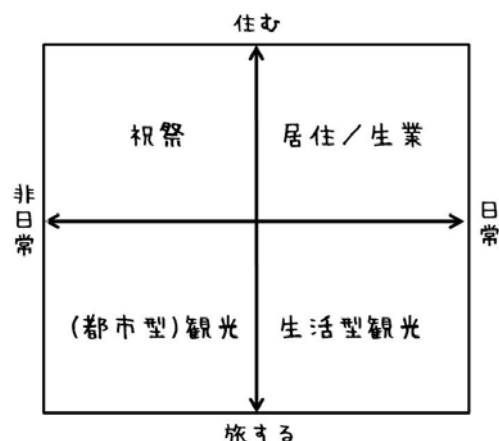 住む
祝祭
居住/生業
非日常
日常
(都市型)観光
生活型観光
旅する